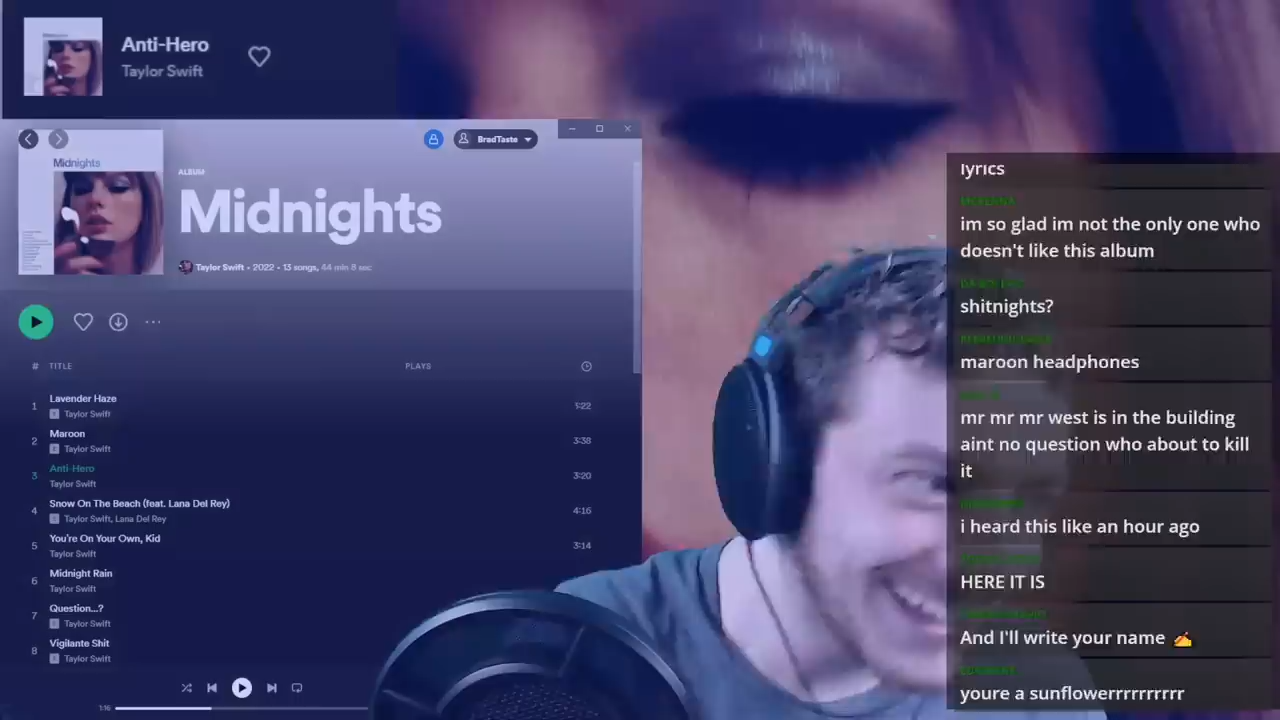 Anti-Hero
Taylor Swift
Midnights
BradTaste
ALBUM
Midnights
Taylor Swift • 2022 • 13 songs, 44 min 8 sec
# TITLE PLAYS
1 Lavender Haze 1:22
E Taylor Swift
2 Maroon 3:38
E Taylor Swift
3 Anti-Hero 3:20
Taylor Swift
4 Snow On The Beach (feat. Lana Del Rey) 4:16
E Taylor Swift, Lana Del Rey
5 You're On Your Own, Kid 3:14
Taylor Swift
6 Midnight Rain
Taylor Swift
7 Question...?
E Taylor Swift
8 Vigilante Shit
E Taylor Swift
1:16
lyrics
im so glad im not the only one who
doesn't like this album
shitnights?
maroon headphones
mr mr mr west is in the building
aint no question who about to kill
it
i heard this like an hour ago
HERE IT IS
And I'll write your name ✍️
youre a sunflowerrrrrrrrrr